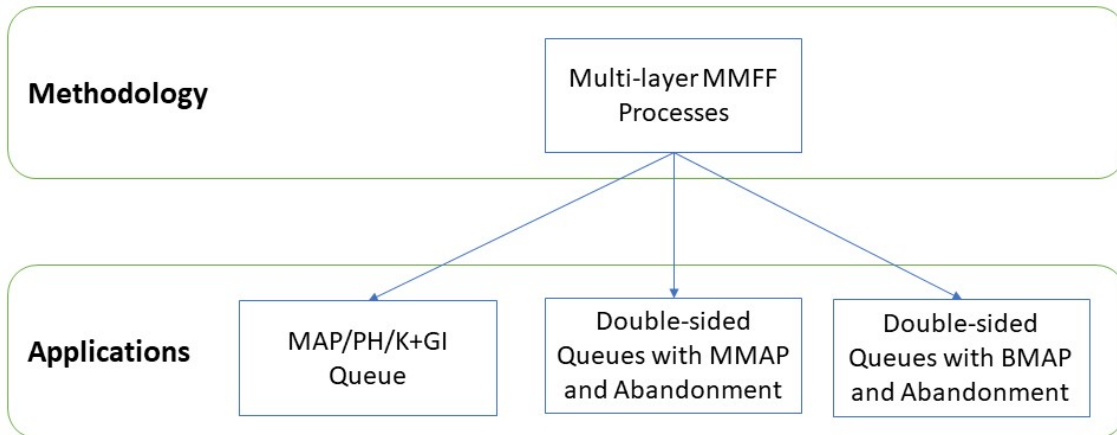 Methodology
Multi-layer MMFF
Processes
Applications
MAP/PH/K+GI
Queue
Double-sided
Queues with MMAP
and Abandonment
Double-sided
Queues with BMAP
and Abandonment